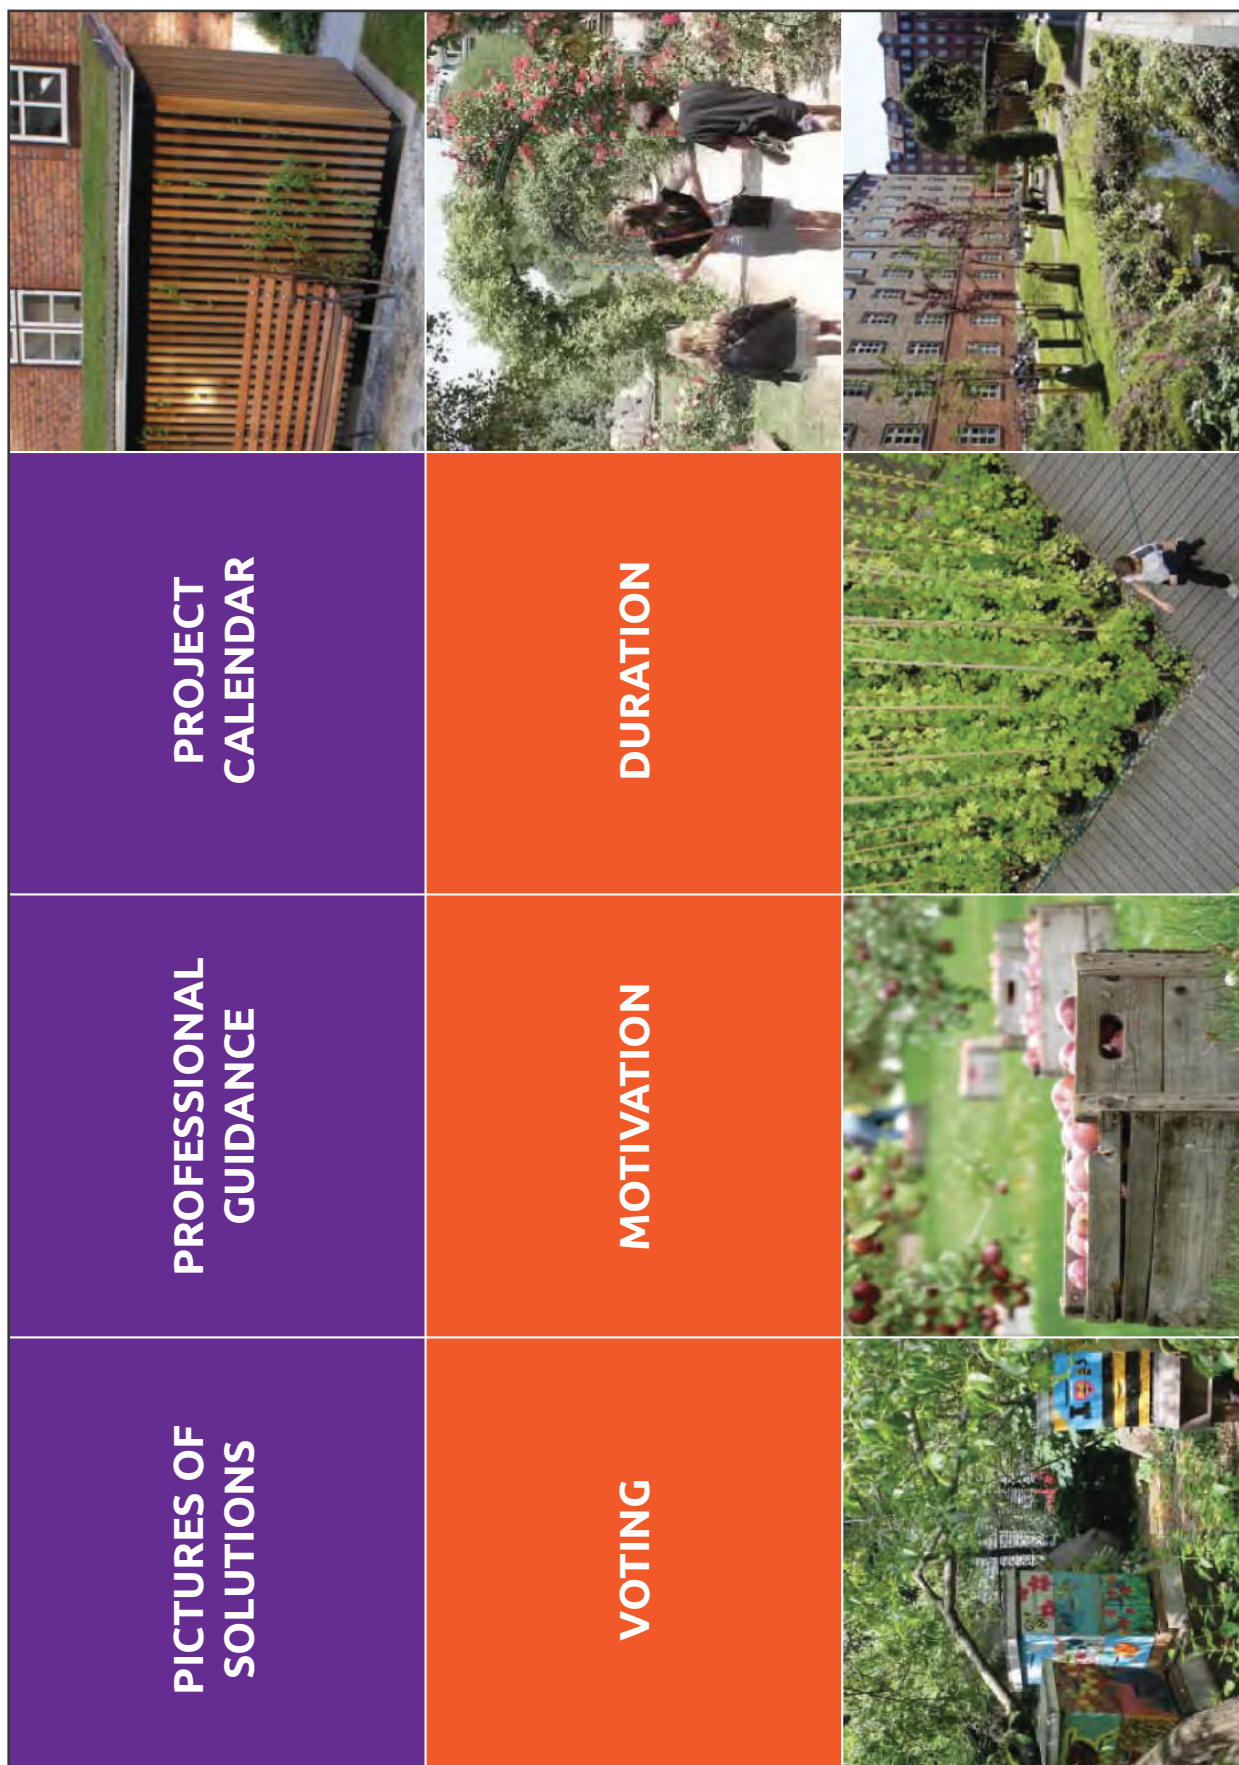 PICTURES OF
SOLUTIONS
PROFESSIONAL
GUIDANCE
PROJECT
CALENDAR
VOTING
MOTIVATION
DURATION